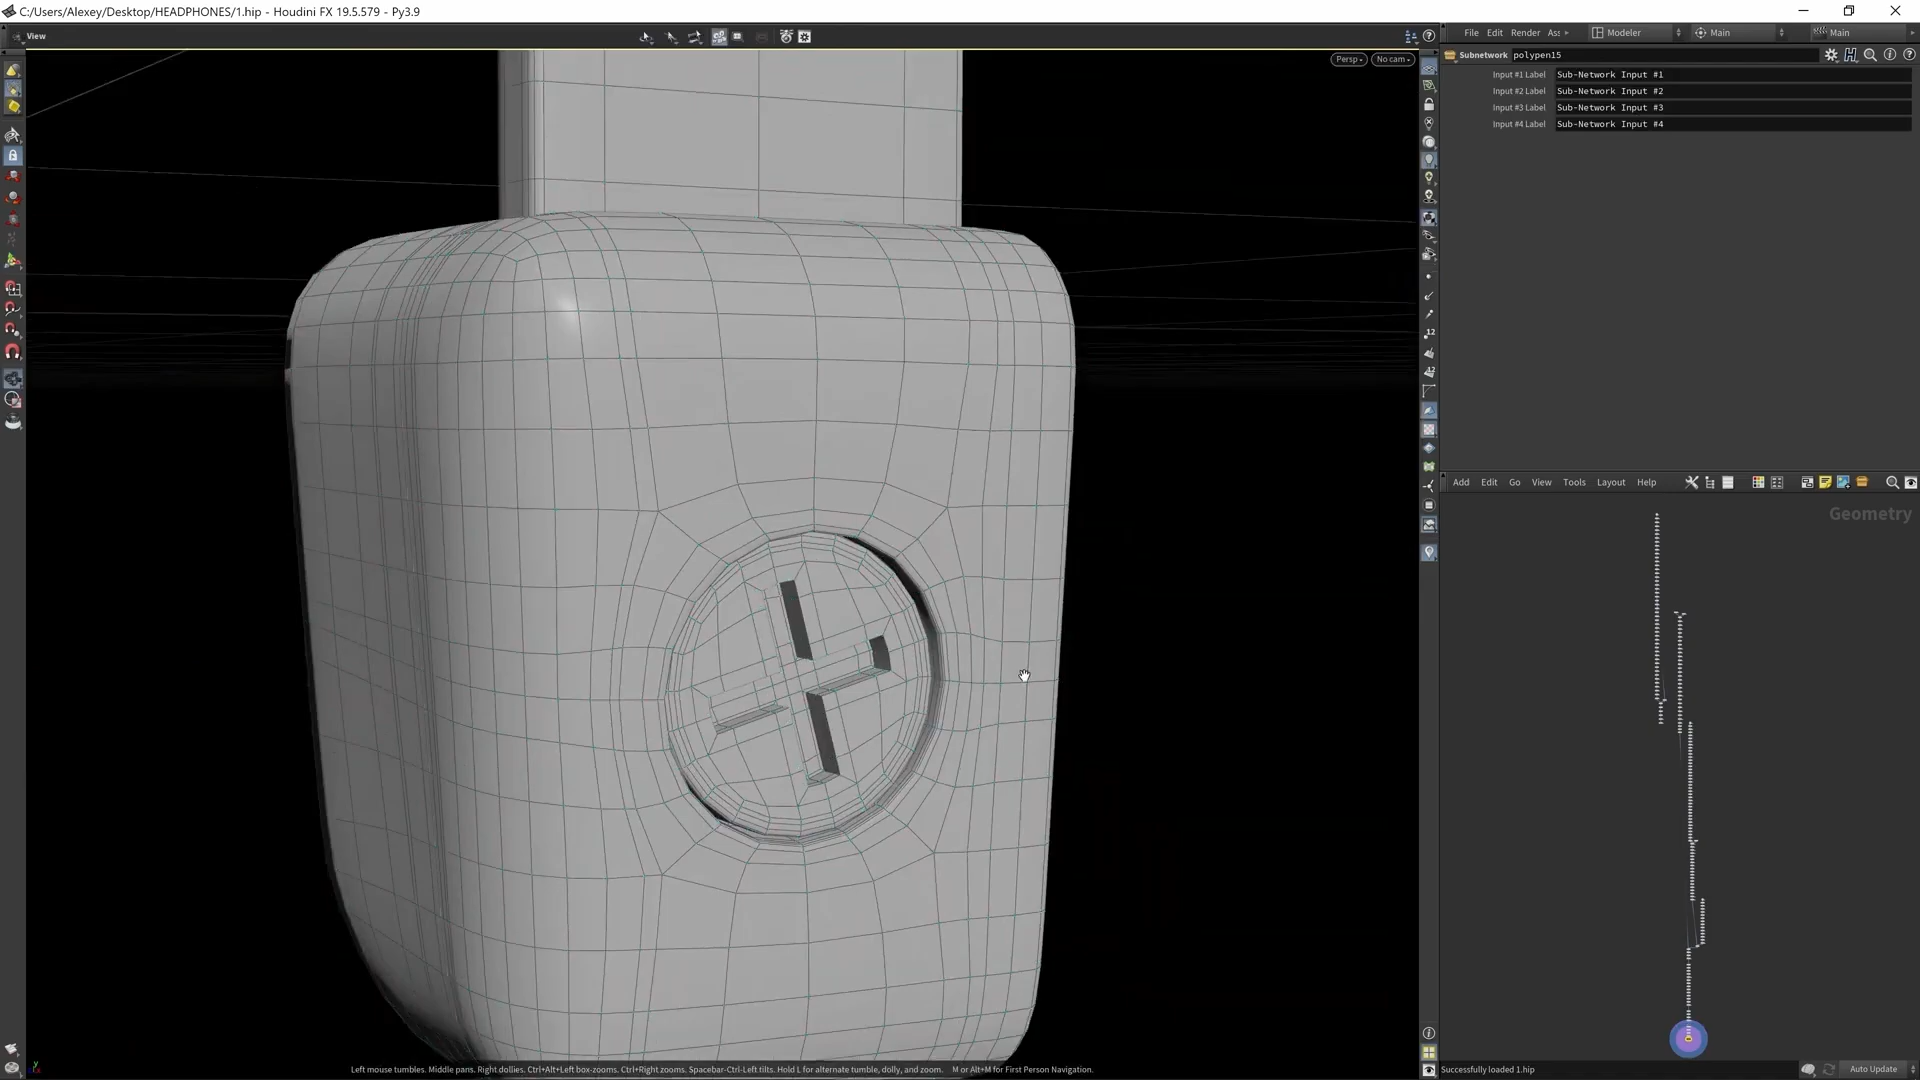 C:/Users/Alexey/Desktop/HEADPHONES/1.hip - Houdini FX 19.5.579 - Py3.9
View
Persp
No cam
File Edit Render Ass Modeler Main Main
Subnetwork polypen15
Input #1 Label Sub-Network Input #1
Input #2 Label Sub-Network Input #2
Input #3 Label Sub-Network Input #3
Input #4 Label Sub-Network Input #4
12
12
Add Edit Go View Tools Layout Help
Geometry
y
Left mouse tumbles. Middle pans. Right dollies. Ctrl+Alt+Left box-zooms. Ctrl+Right zooms. Spacebar-Ctrl-Left tilts. Hold L for alternate tumble, dolly, and zoom. M or Alt+M for First Person Navigation.
Successfully loaded 1.hip
Auto Update